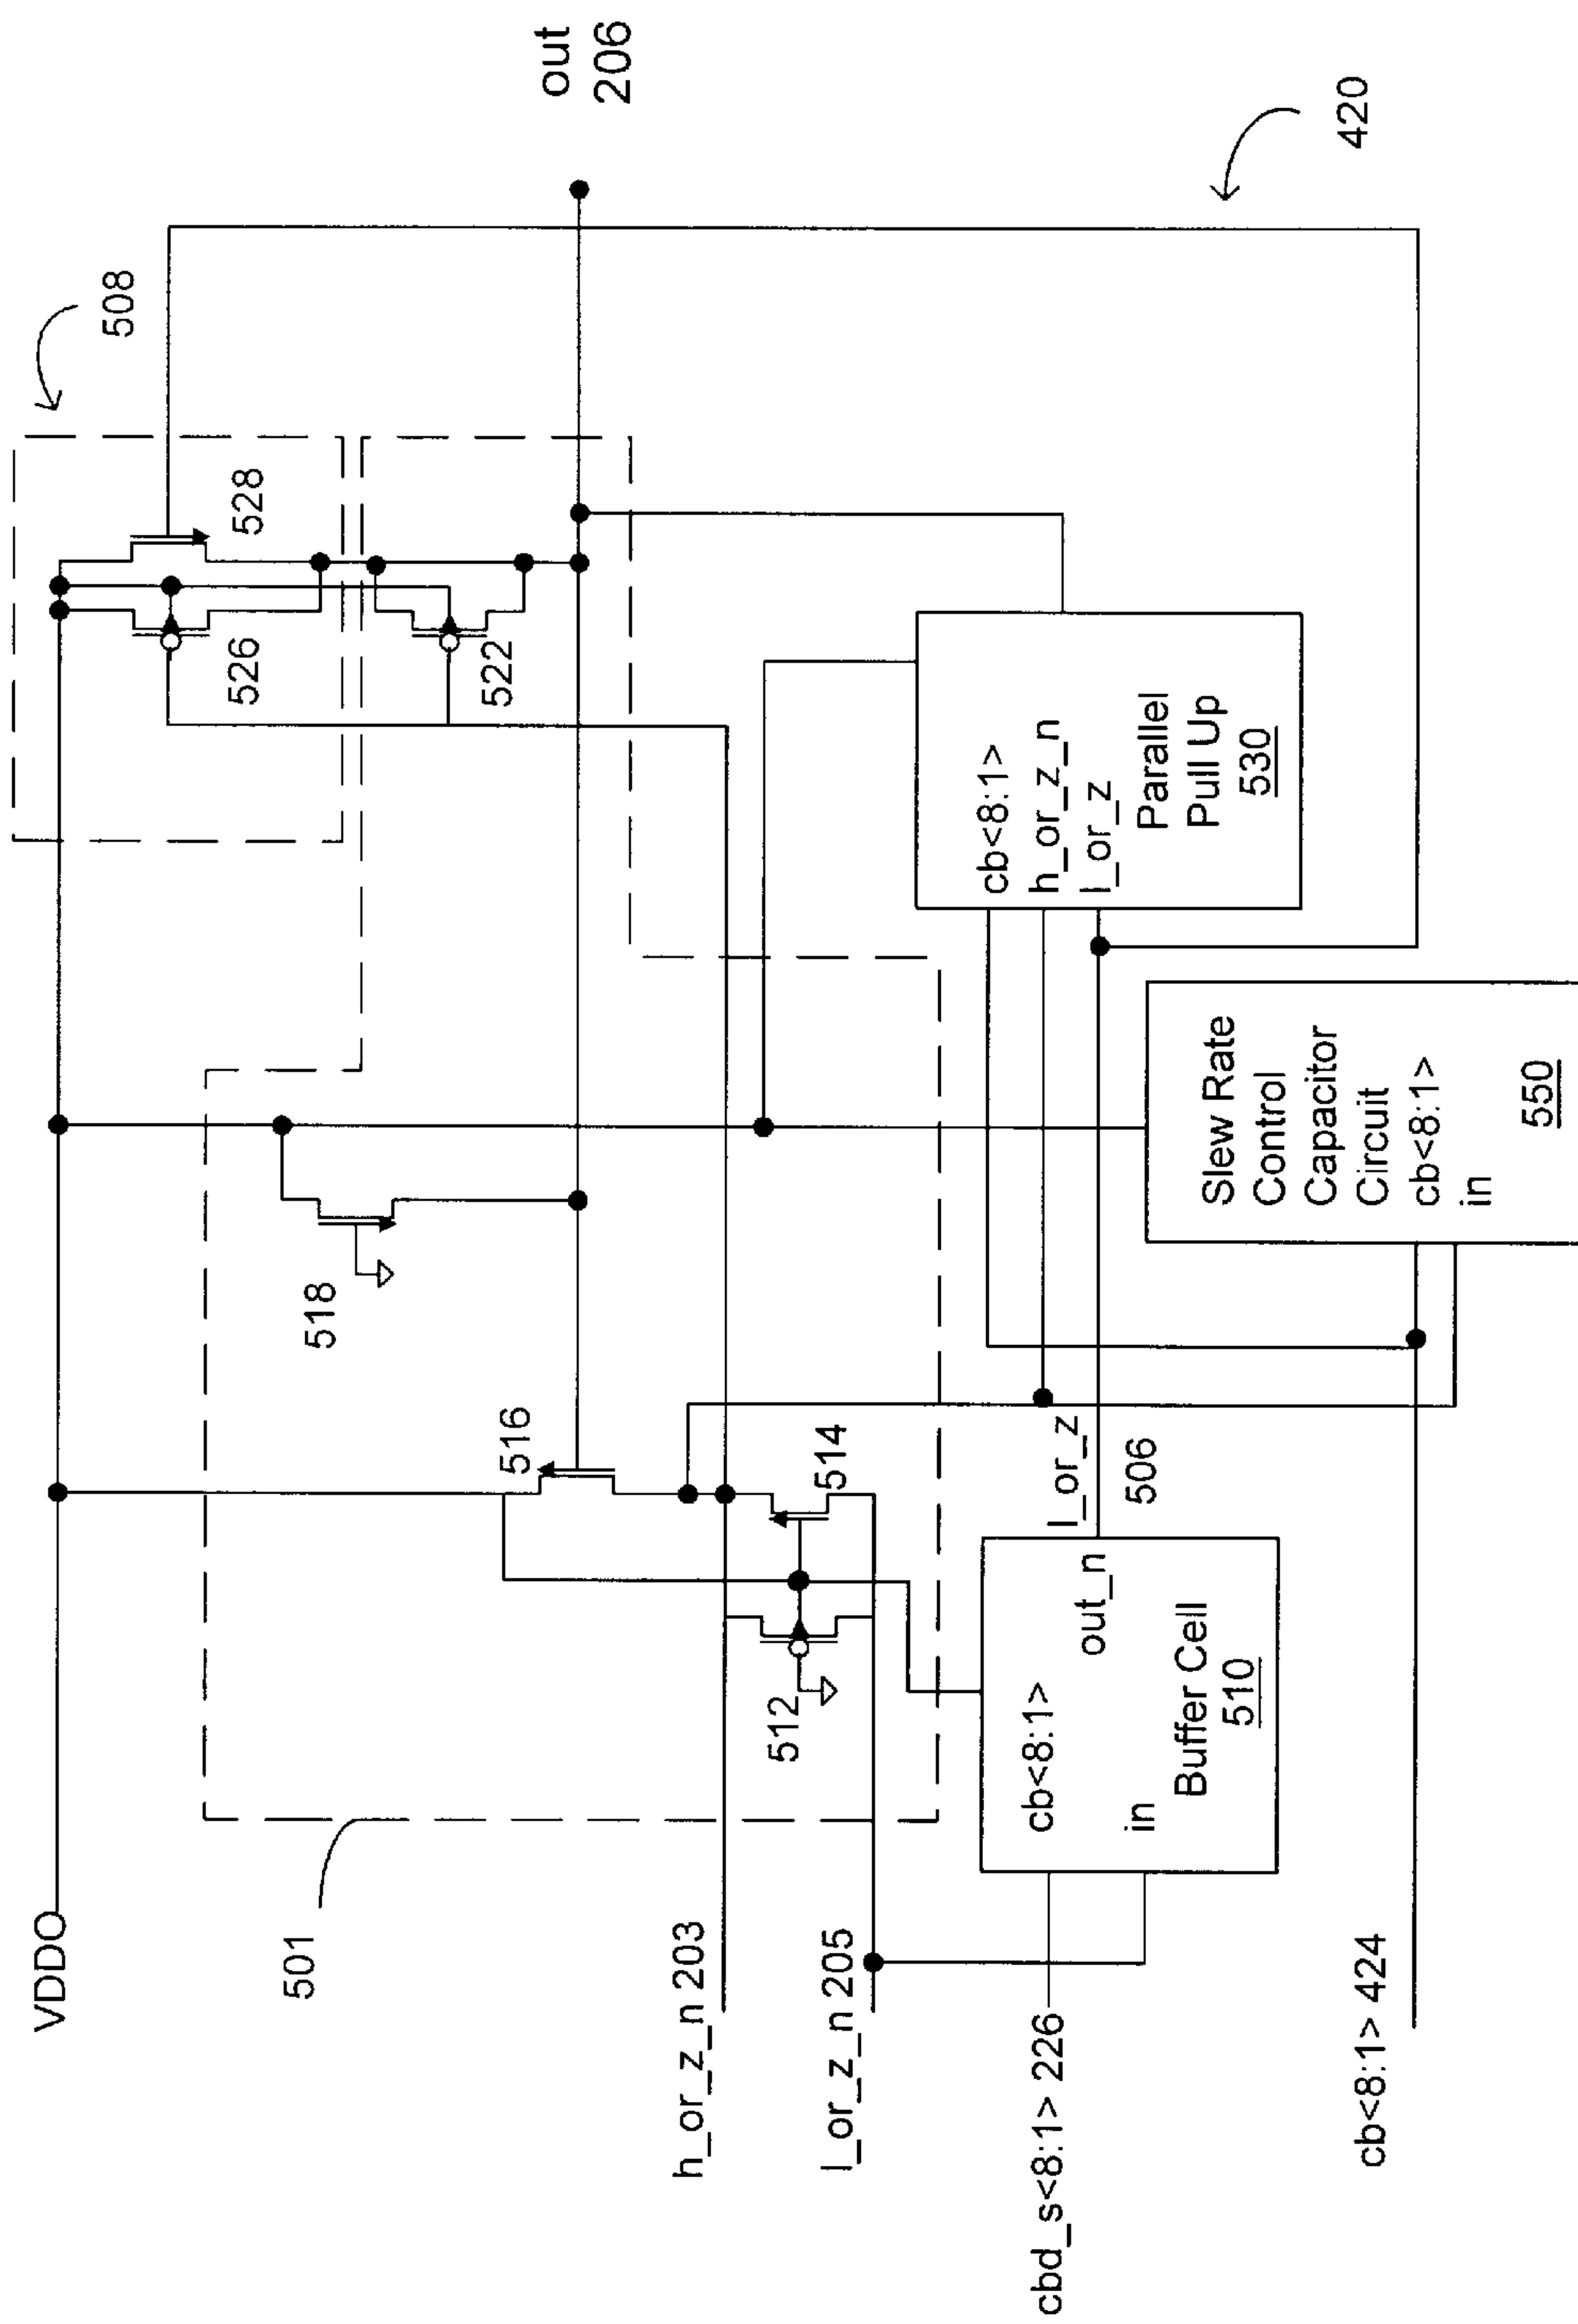 VDDO
501
508
526
528
522
518
516
514
512
out
206
h_or_z_n 203
l_or_z_n 205
cbd_s<8:1> 226
cb<8:1> 424
cb<8:1>
out_n
in
Buffer Cell
510
l_or_z
506
Slew Rate
Control
Capacitor
Circuit
cb<8:1>
in
550
cb<8:1>
h_or_z_n
l_or_z
Parallel
Pull Up
530
420